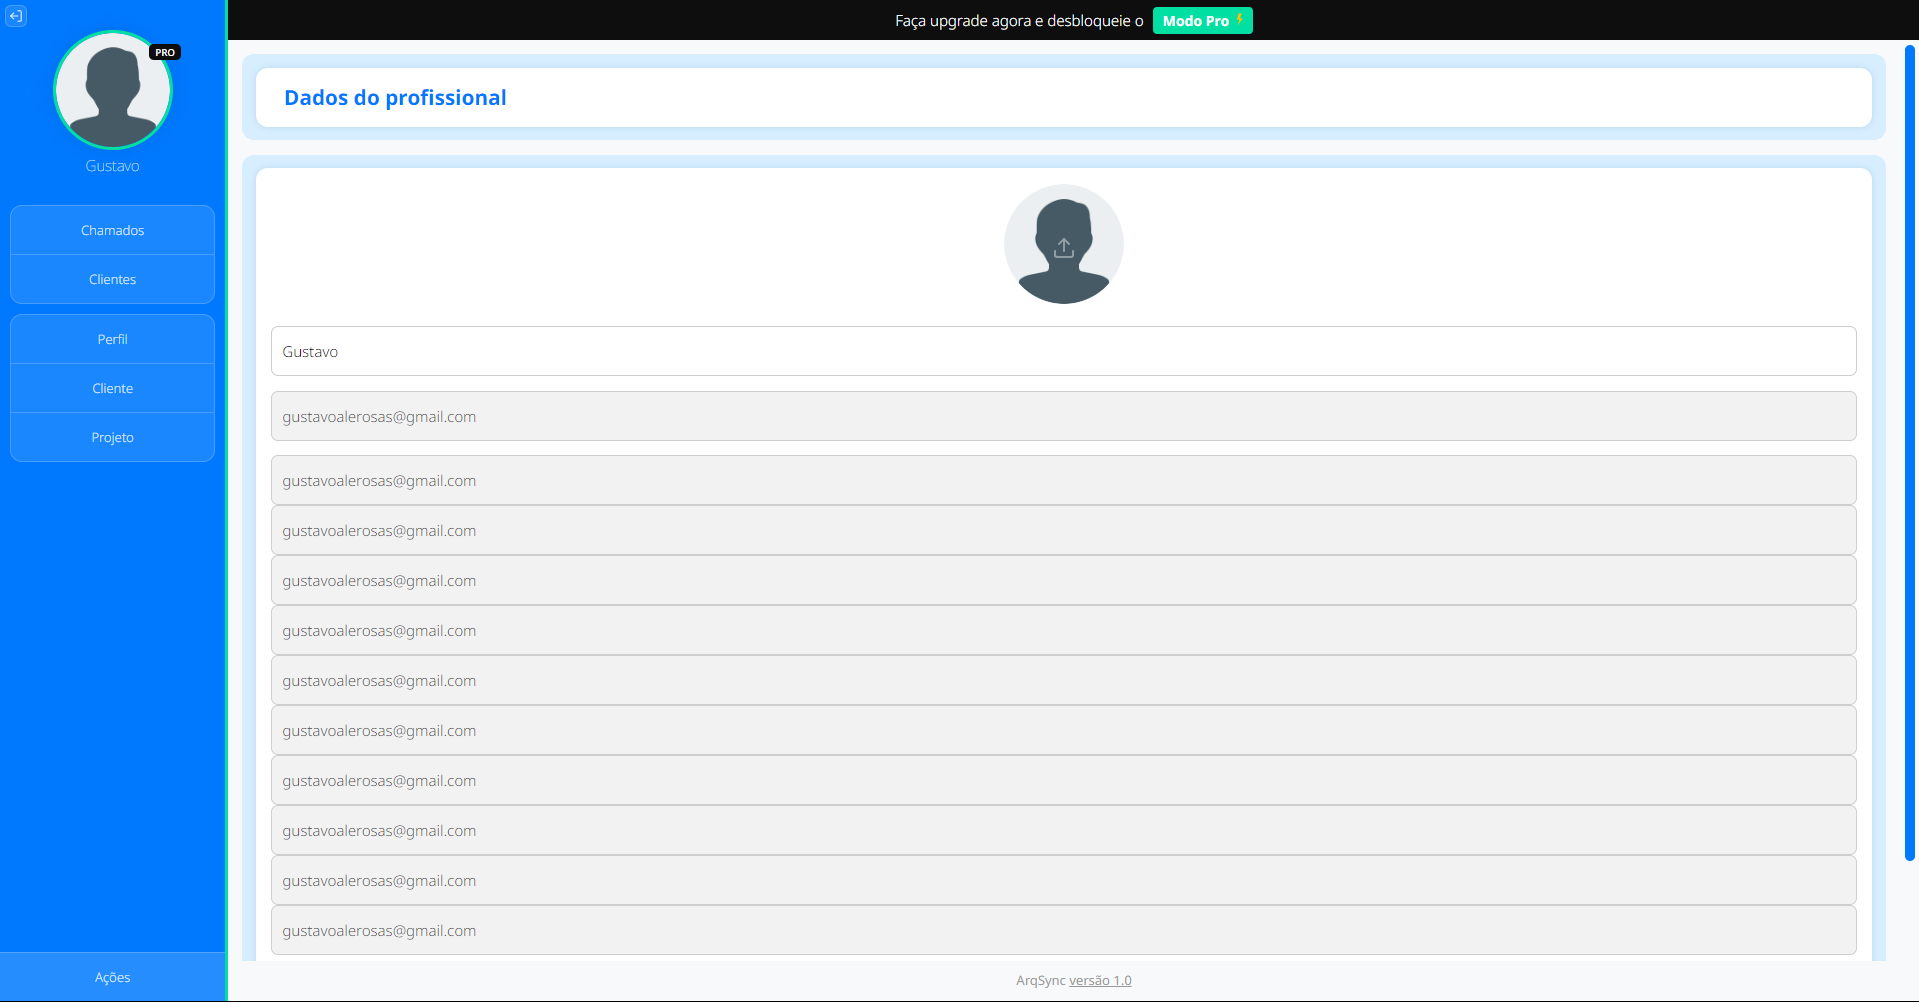 Faça upgrade agora e desbloqueie o Modo Pro
PRO
Gustavo
Chamados
Clientes
Perfil
Cliente
Projeto
Ações
Dados do profissional
Gustavo
gustavoalerosas@gmail.com
gustavoalerosas@gmail.com
gustavoalerosas@gmail.com
gustavoalerosas@gmail.com
gustavoalerosas@gmail.com
gustavoalerosas@gmail.com
gustavoalerosas@gmail.com
gustavoalerosas@gmail.com
gustavoalerosas@gmail.com
gustavoalerosas@gmail.com
gustavoalerosas@gmail.com
ArqSync versão 1.0